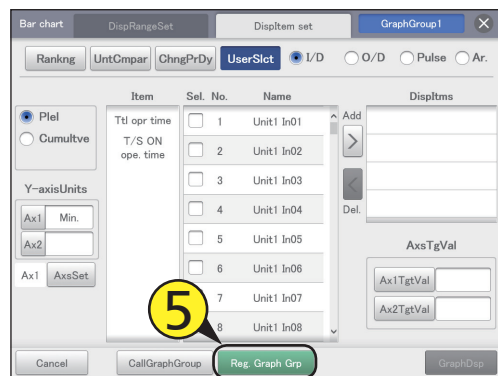 Bar chart DispRangeSet DispItem set GraphGroup1
Rankng UntCmpar ChngPrDy UserSlct I/D O/D Pulse Ar.
Item Sel. No. Name DispItms
Plel
Cumultve
Ttl opr time
T/S ON
ope. time
1 Unit1 In01
2 Unit1 In02
3 Unit1 In03
4 Unit1 In04
5 Unit1 In05
6 Unit1 In06
7 Unit1 In07
8 Unit1 In08
Add
>
<
Del.
Y-axisUnits
Ax1 Min.
Ax2
Ax1 AxsSet
AxsTgVal
Ax1TgtVal
Ax2TgtVal
5
Cancel CallGraphGroup Reg. Graph Grp GraphDsp